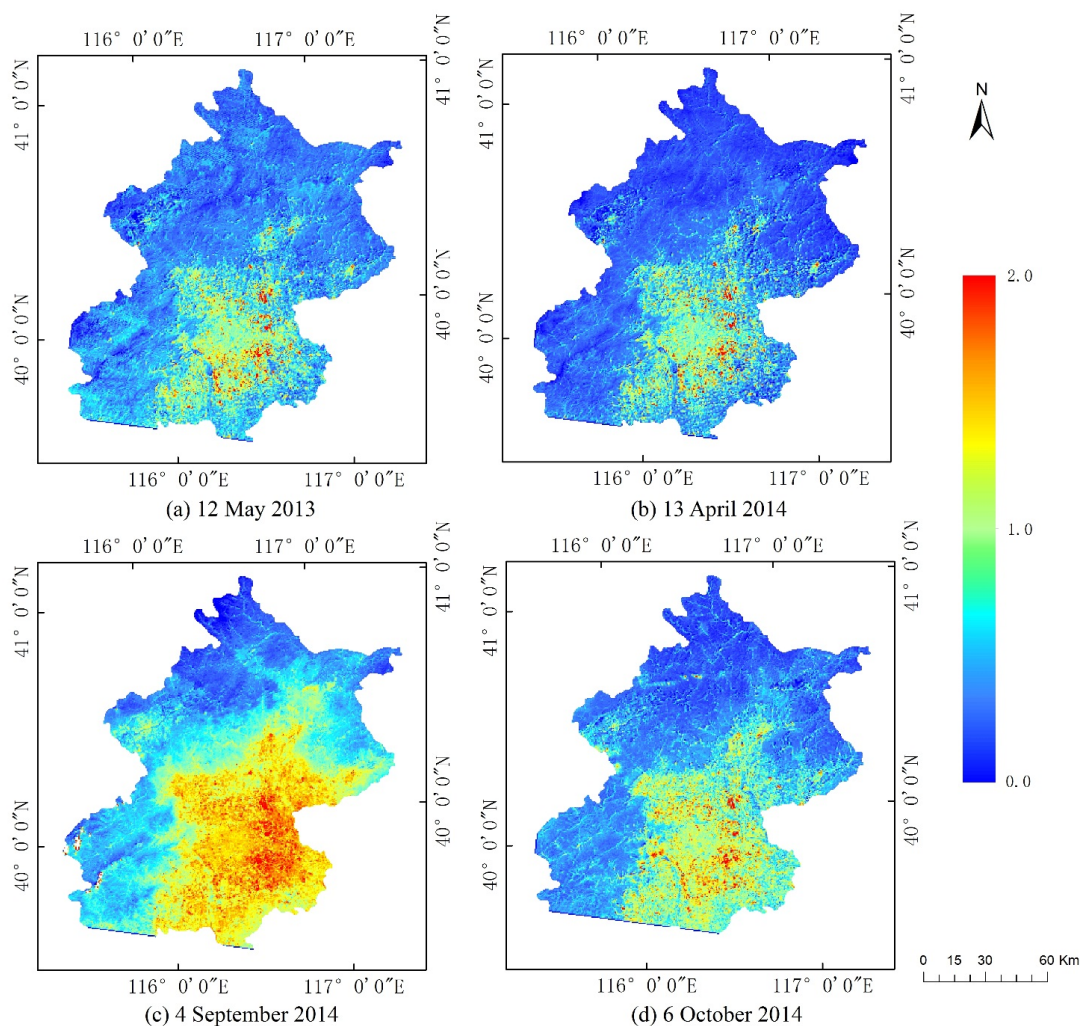 116° 0′ 0″E 117° 0′ 0″E
116° 0′ 0″E 117° 0′ 0″E
41° 0′ 0″N
41° 0′ 0″N
41° 0′ 0″N
41° 0′ 0″N
N
40° 0′ 0″N
40° 0′ 0″N
40° 0′ 0″N
40° 0′ 0″N
2.0
116° 0′ 0″E 117° 0′ 0″E
116° 0′ 0″E 117° 0′ 0″E
(a) 12 May 2013
(b) 13 April 2014
1.0
116° 0′ 0″E 117° 0′ 0″E
116° 0′ 0″E 117° 0′ 0″E
41° 0′ 0″N
41° 0′ 0″N
41° 0′ 0″N
41° 0′ 0″N
0.0
40° 0′ 0″N
40° 0′ 0″N
40° 0′ 0″N
40° 0′ 0″N
0 15 30 60 Km
116° 0′ 0″E 117° 0′ 0″E
116° 0′ 0″E 117° 0′ 0″E
(c) 4 September 2014
(d) 6 October 2014